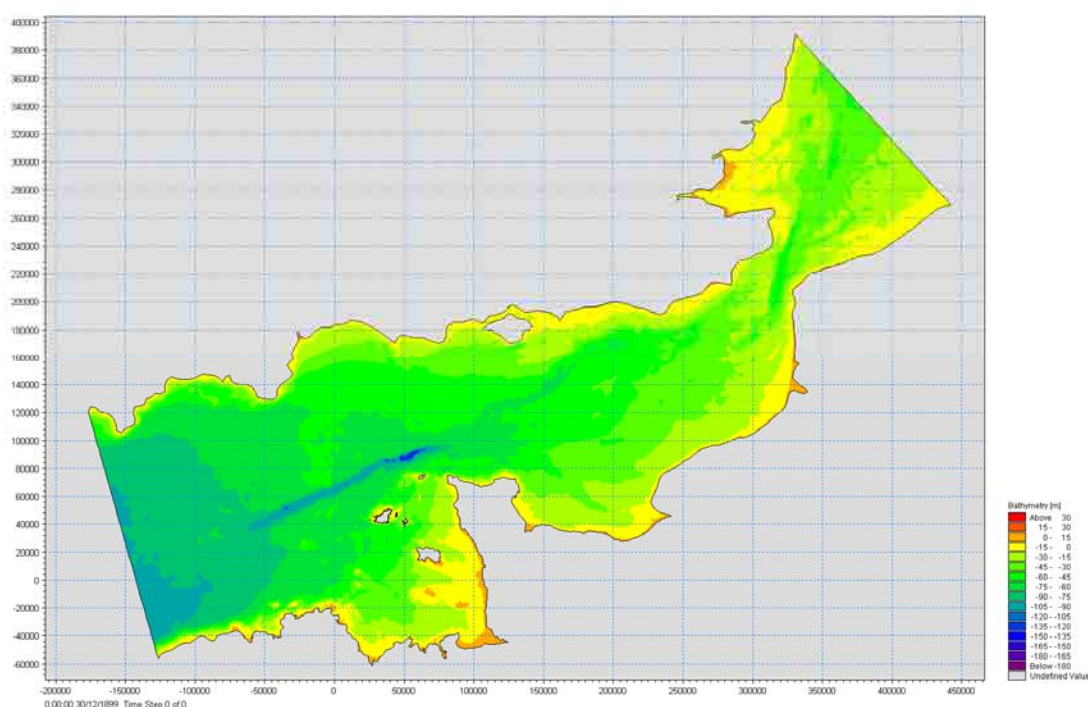 400000
380000
360000
340000
320000
300000
280000
260000
240000
220000
200000
180000
160000
140000
120000
100000
80000
60000
40000
20000
0
-20000
-40000
-60000
-200000 -150000 -100000 -50000 0 50000 100000 150000 200000 250000 300000 350000 400000 450000
0:00:00 30/12/1899 Time Step 0 of 0
Bathymetry [m]
Above 30
15 - 30
0 - 15
-15 - 0
-30 - -15
-45 - -30
-60 - -45
-75 - -60
-90 - -75
-105 - -90
-120 - -105
-135 - -120
-150 - -135
-165 - -150
-180 - -165
Below -180
Undefined Value